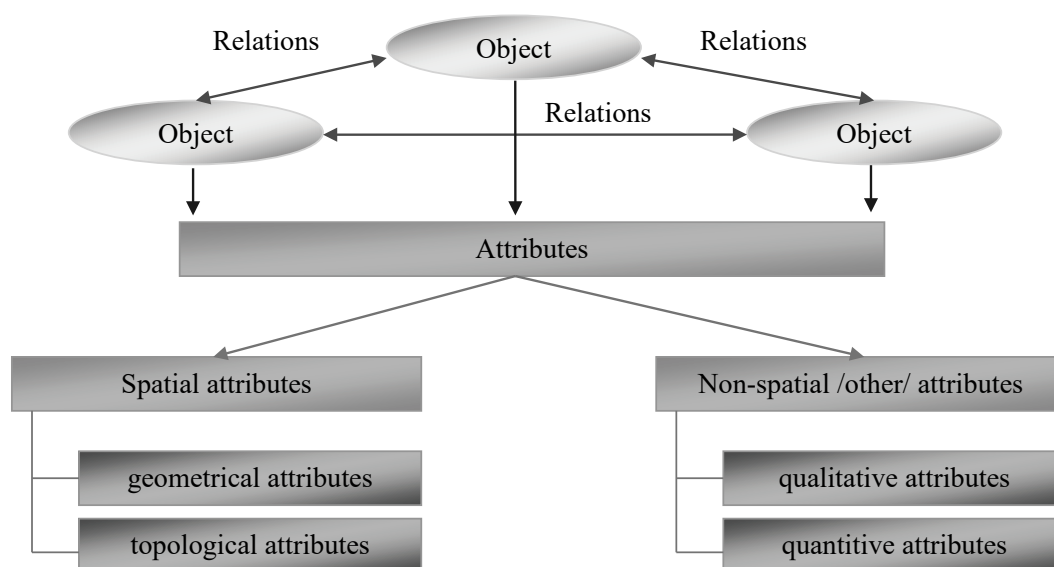 Relations
Object
Relations
Object
Relations
Object
Attributes
Spatial attributes
Non-spatial /other/ attributes
geometrical attributes
qualitative attributes
topological attributes
quantitive attributes